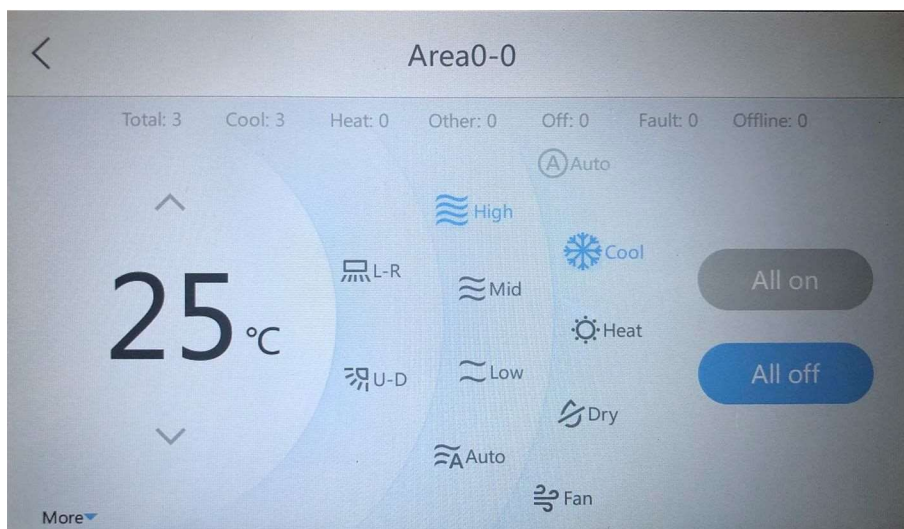 Area0-0
Total: 3 Cool: 3 Heat: 0 Other: 0 Off: 0 Fault: 0 Offline: 0
A Auto
High
Cool
L-R
All on
25 °C
Mid
Heat
U-D
Low
All off
Dry
A Auto
Fan
More